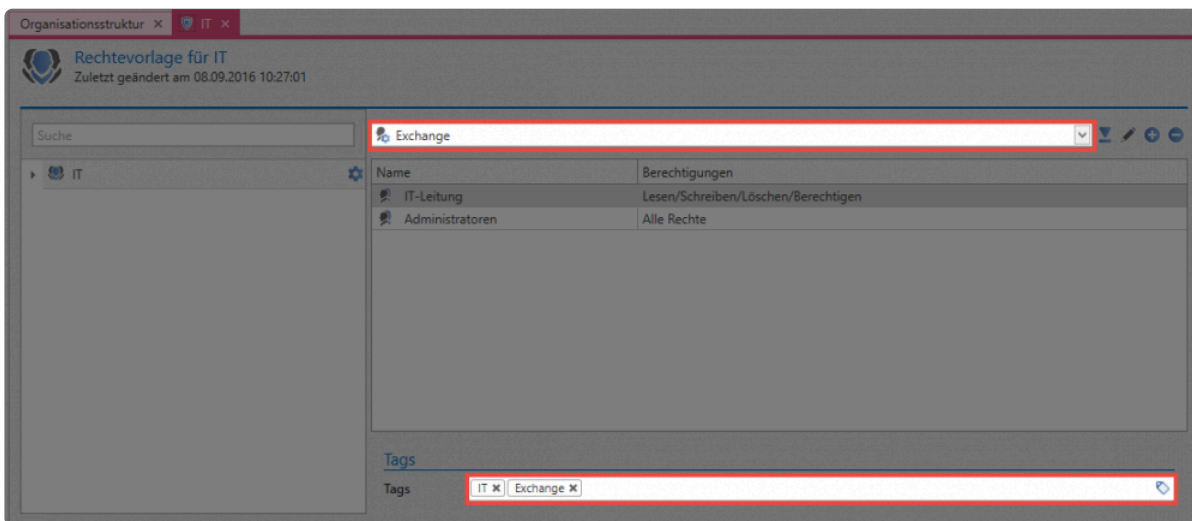 Organisationsstruktur IT
Rechtevorlage für IT
Zuletzt geändert am 08.09.2016 10:27:01
Suche
Exchange
IT
Name Berechtigungen
IT-Leitung Lesen/Schreiben/Löschen/Berechtigen
Administratoren Alle Rechte
Tags
Tags IT Exchange